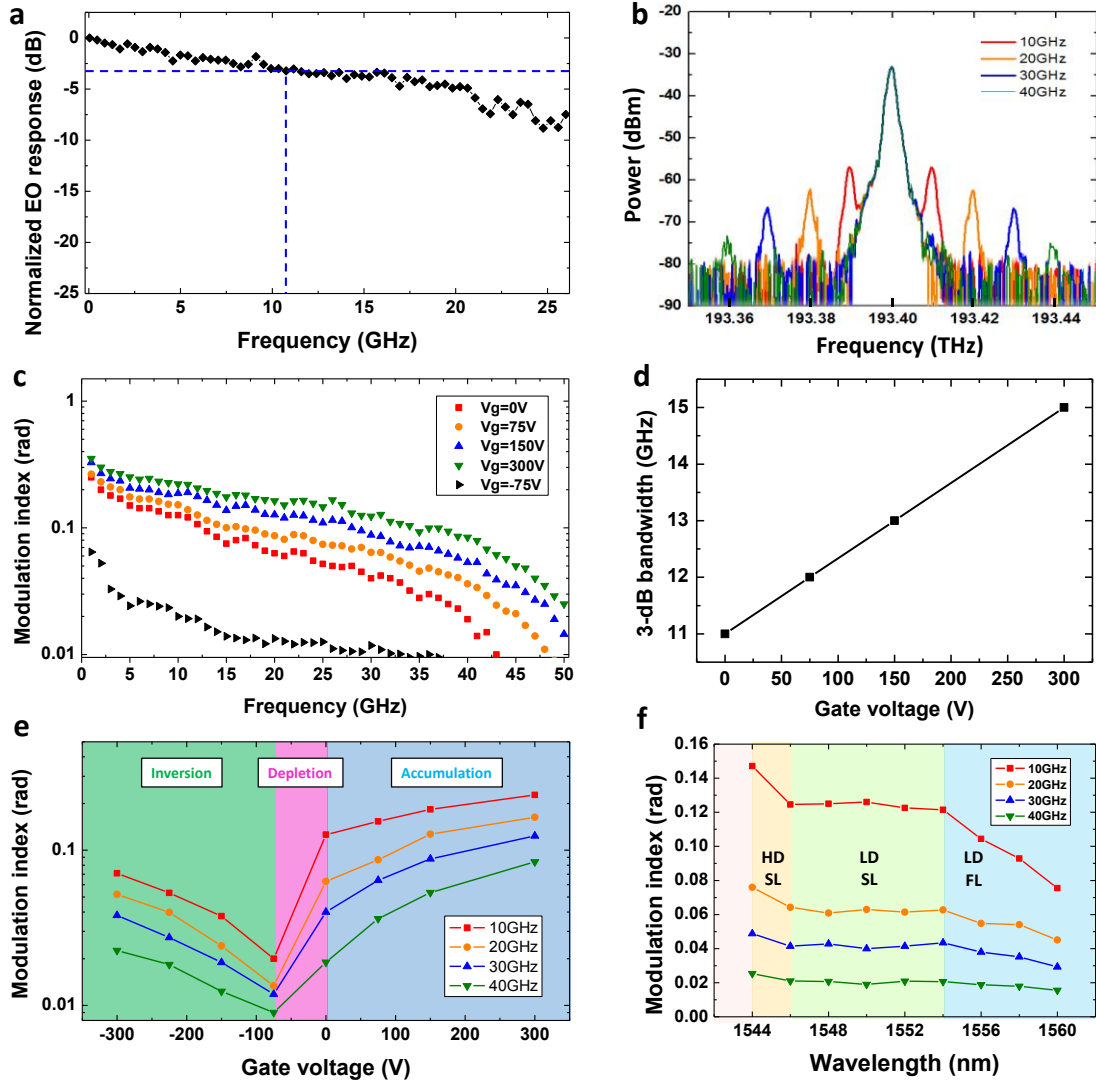 a
Normalized EO response (dB)
0
-5
-10
-15
-20
-25
0 5 10 15 20 25
Frequency (GHz)
b
Power (dBm)
-20
-30
-40
-50
-60
-70
-80
-90
10GHz
20GHz
30GHz
40GHz
193.36 193.38 193.40 193.42 193.44
Frequency (THz)
c
Modulation index (rad)
1
0.1
0.01
Vg=0V
Vg=75V
Vg=150V
Vg=300V
Vg=-75V
0 5 10 15 20 25 30 35 40 45 50
Frequency (GHz)
d
3-dB bandwidth (GHz)
15
14
13
12
11
0 50 100 150 200 250 300
Gate voltage (V)
e
Modulation index (rad)
0.1
0.01
Inversion
Depletion
Accumulation
10GHz
20GHz
30GHz
40GHz
-300 -200 -100 0 100 200 300
Gate voltage (V)
f
Modulation index (rad)
0.16
0.14
0.12
0.10
0.08
0.06
0.04
0.02
0.00
10GHz
20GHz
30GHz
40GHz
HD
SL
LD
SL
LD
FL
1544 1548 1552 1556 1560
Wavelength (nm)